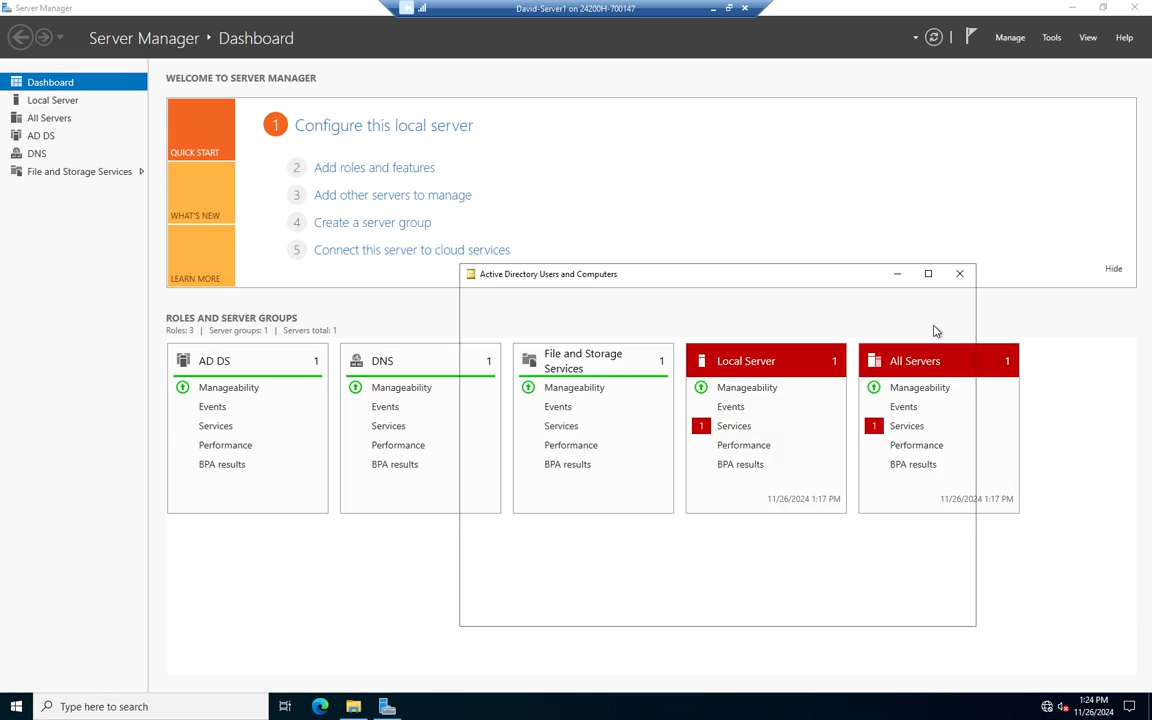 Server Manager
David-Server1 on 24200H-700147
Server Manager • Dashboard
Manage
Tools
View
Help
Dashboard
Local Server
All Servers
AD DS
DNS
File and Storage Services
WELCOME TO SERVER MANAGER
QUICK START
WHAT'S NEW
LEARN MORE
1 Configure this local server
2 Add roles and features
3 Add other servers to manage
4 Create a server group
5 Connect this server to cloud services
Hide
Active Directory Users and Computers
ROLES AND SERVER GROUPS
Roles: 3 | Server groups: 1 | Servers total: 1
AD DS 1
Manageability
Events
Services
Performance
BPA results
DNS 1
Manageability
Events
Services
Performance
BPA results
File and Storage
Services 1
Manageability
Events
Services
Performance
BPA results
Local Server 1
Manageability
Events
1 Services
Performance
BPA results
11/26/2024 1:17 PM
All Servers 1
Manageability
Events
1 Services
Performance
BPA results
11/26/2024 1:17 PM
Type here to search
1:24 PM
11/26/2024